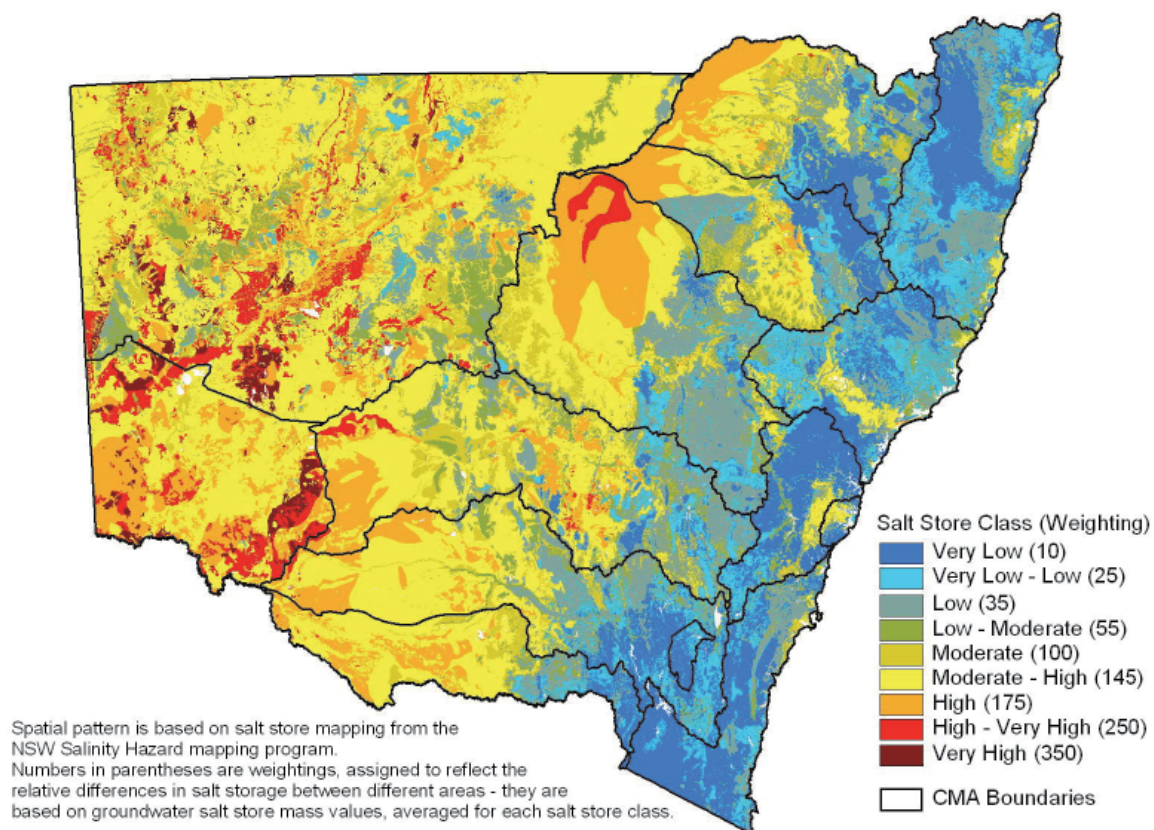 Salt Store Class (Weighting)
Very Low (10)
Very Low - Low (25)
Low (35)
Low - Moderate (55)
Moderate (100)
Moderate - High (145)
High (175)
High - Very High (250)
Very High (350)
CMA Boundaries
Spatial pattern is based on salt store mapping from the
NSW Salinity Hazard mapping program.
Numbers in parentheses are weightings, assigned to reflect the
relative differences in salt storage between different areas - they are
based on groundwater salt store mass values, averaged for each salt store class.